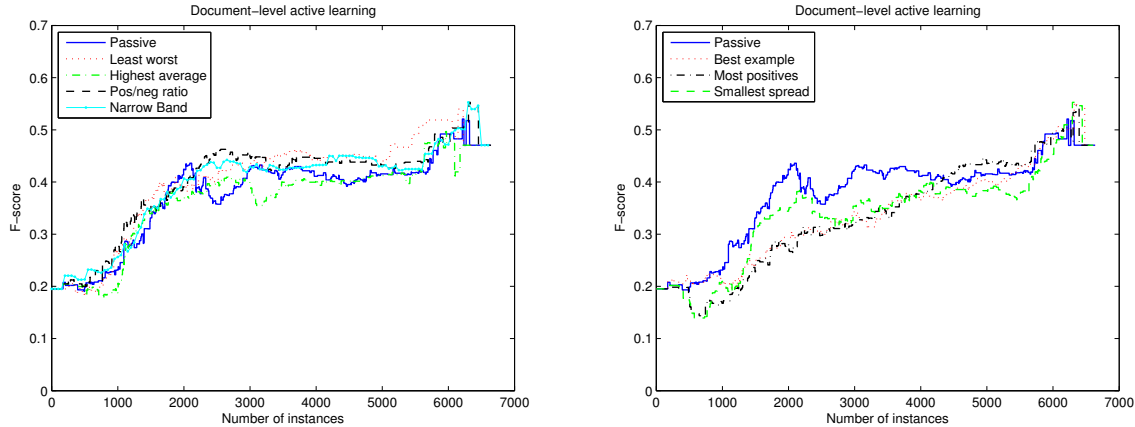 Document−level active learning
0.7
0.6
0.5
0.4
0.3
0.2
0.1
0
F−score
Passive
Least worst
Highest average
Pos/neg ratio
Narrow Band
0 1000 2000 3000 4000 5000 6000 7000
Number of instances
Document−level active learning
0.7
0.6
0.5
0.4
0.3
0.2
0.1
0
F−score
Passive
Best example
Most positives
Smallest spread
0 1000 2000 3000 4000 5000 6000 7000
Number of instances